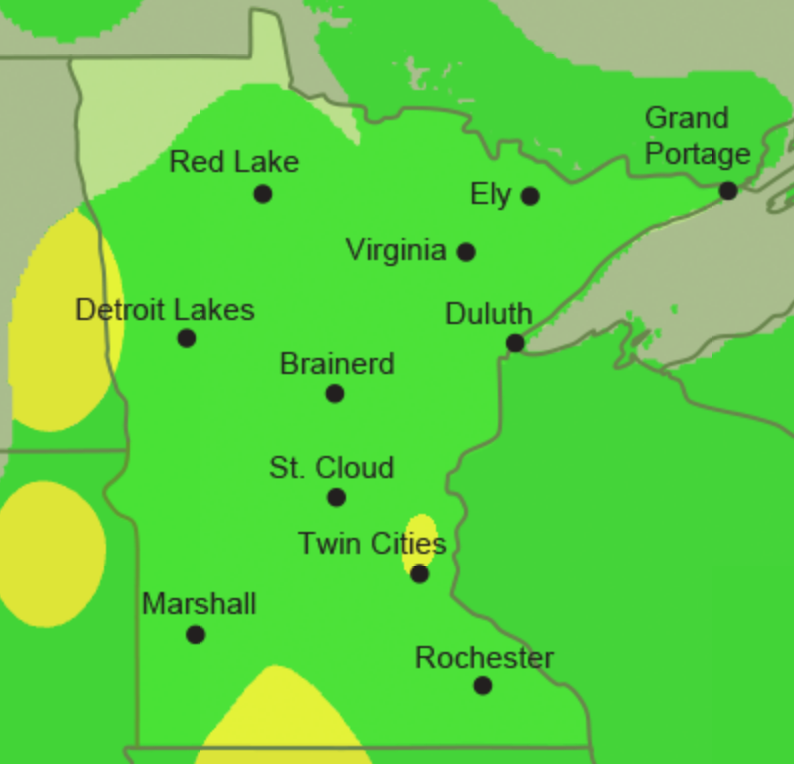 Grand
Portage
Red Lake
Ely
Virginia
Detroit Lakes
Duluth
Brainerd
St. Cloud
Twin Cities
Marshall
Rochester